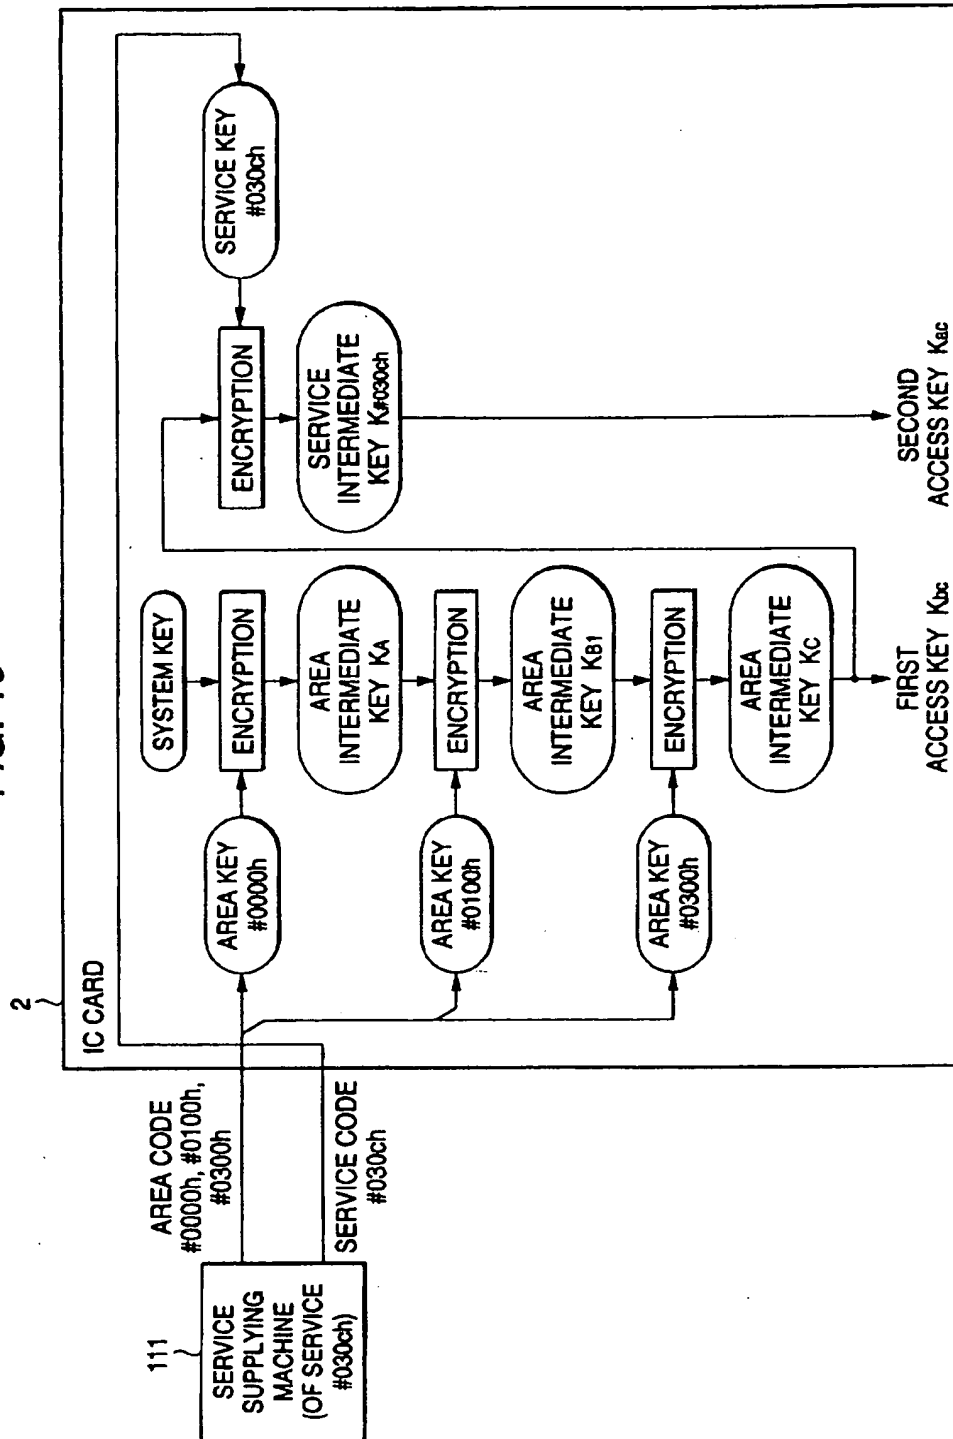 2
IC CARD
111
SERVICE
SUPPLYING
MACHINE
(OF SERVICE
#030ch)
AREA CODE
#0000h, #0100h,
#0300h
SERVICE CODE
#030ch
AREA KEY
#0000h
AREA KEY
#0100h
AREA KEY
#0300h
SYSTEM KEY
ENCRYPTION
AREA
INTERMEDIATE
KEY KA
ENCRYPTION
AREA
INTERMEDIATE
KEY KB1
ENCRYPTION
AREA
INTERMEDIATE
KEY KC
FIRST
ACCESS KEY Kbc
SERVICE KEY
#030ch
ENCRYPTION
SERVICE
INTERMEDIATE
KEY K#030ch
SECOND
ACCESS KEY Kac